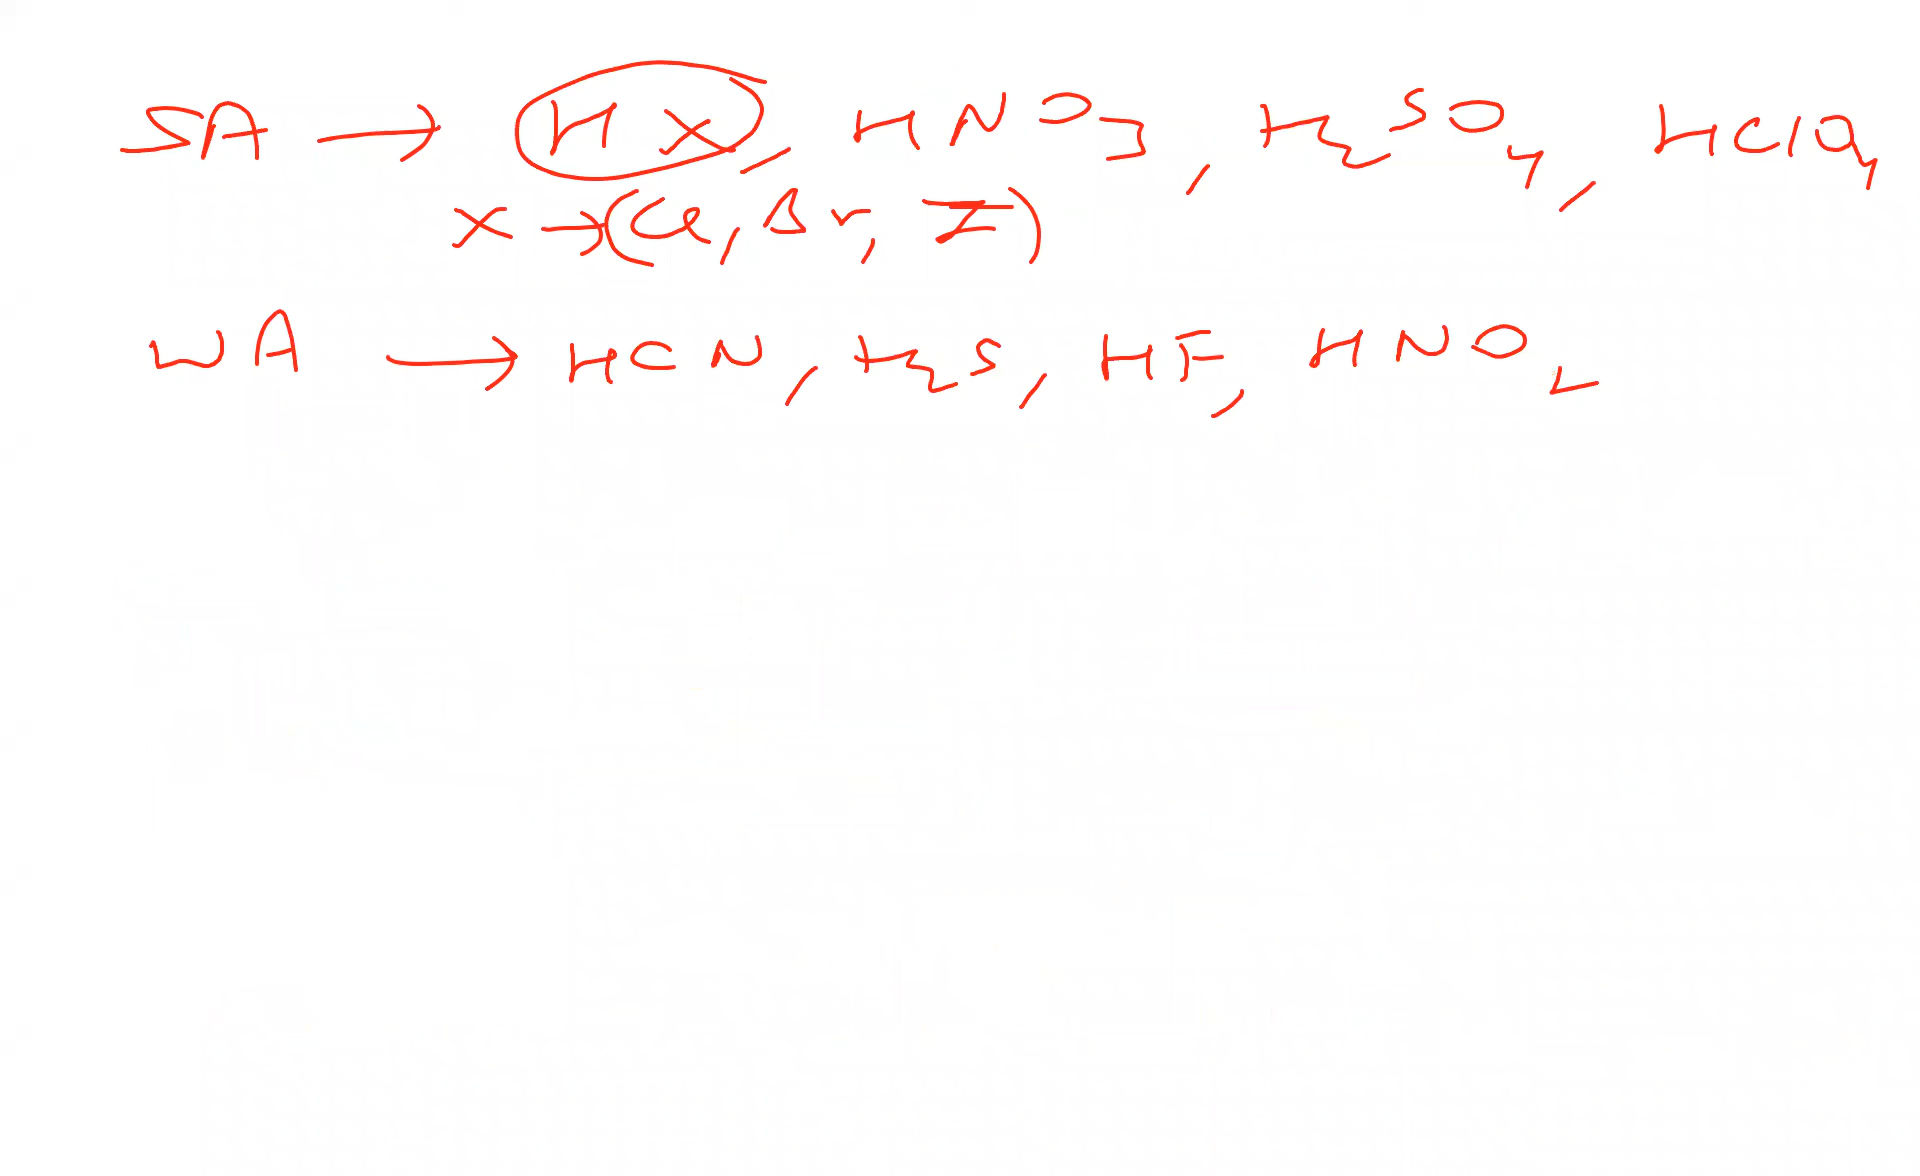 SA → HX, HNO₃, H₂SO₄, HClO₄
X → (Cl, Br, I)
WA → HCN, H₂S, HF, HNO₂